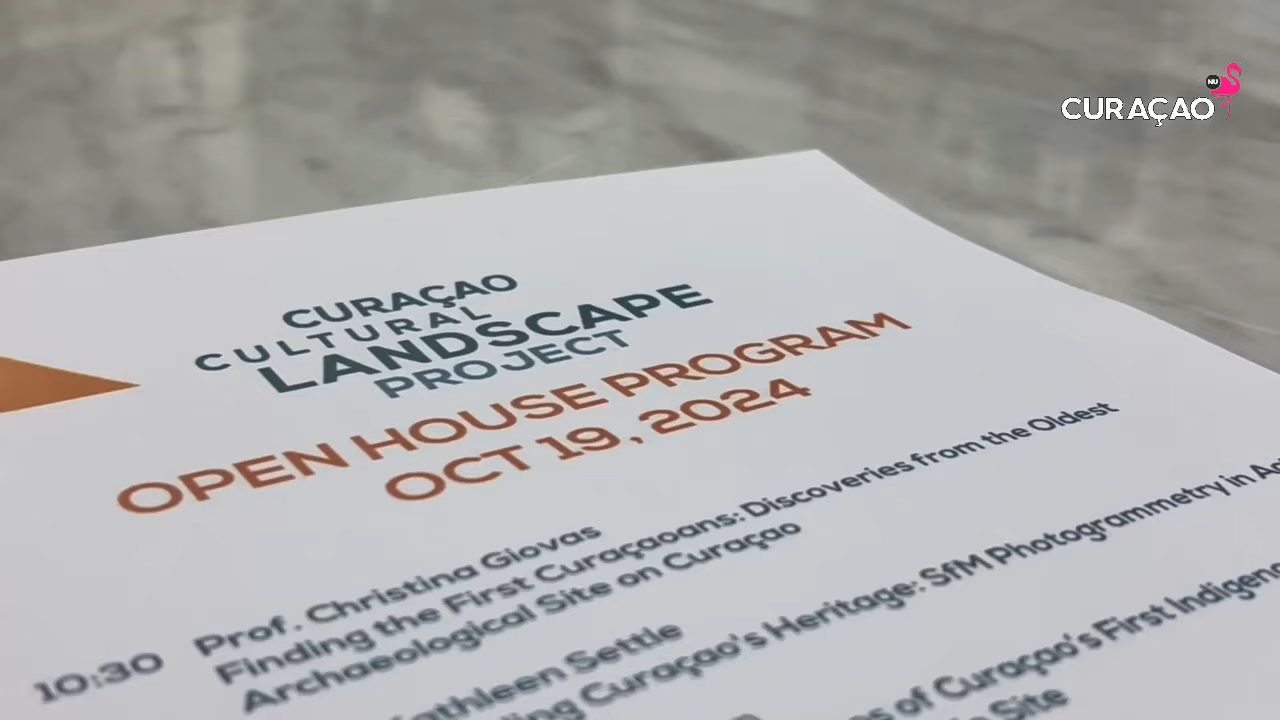 NU
CURAÇAO
CURAÇAO
CULTURAL
LANDSCAPE
PROJECT
OPEN HOUSE PROGRAM
OCT 19, 2024
10:30 Prof. Christina Giovas
Finding the First Curaçaoans: Discoveries from the Oldest
Archaeological Site on Curaçao
Settle
Curaçao's Heritage: SfM Photogrammetry in
of Curaçao's First
Site